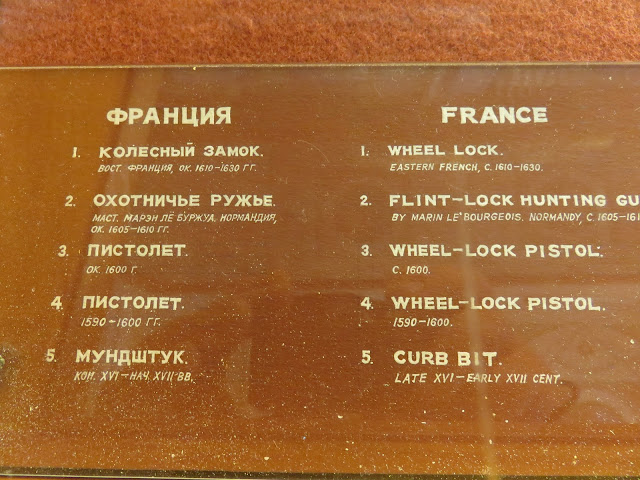 ФРАНЦИЯ
1. КОЛЕСНЫЙ ЗАМОК.
ВОСТ. ФРАНЦИЯ, ОК. 1610-1630 ГГ.
2. ОХОТНИЧЬЕ РУЖЬЕ.
МАСТ. МАРЭН ЛЁ БУРЖУА, НОРМАНДИЯ,
ОК. 1605-1610 ГГ.
3. ПИСТОЛЕТ.
ОК. 1600 Г.
4. ПИСТОЛЕТ.
1590-1600 ГГ.
5. МУНДШТУК.
КОН. XVI-НАЧ. XVII ВВ.
FRANCE
1. WHEEL LOCK.
EASTERN FRENCH, C. 1610-1630.
2. FLINT-LOCK HUNTING GU
BY MARIN LE BOURGEOIS, NORMANDY, C. 1605-161
3. WHEEL-LOCK PISTOL.
C. 1600.
4. WHEEL-LOCK PISTOL.
1590-1600.
5. CURB BIT.
LATE XVI-EARLY XVII CENT.